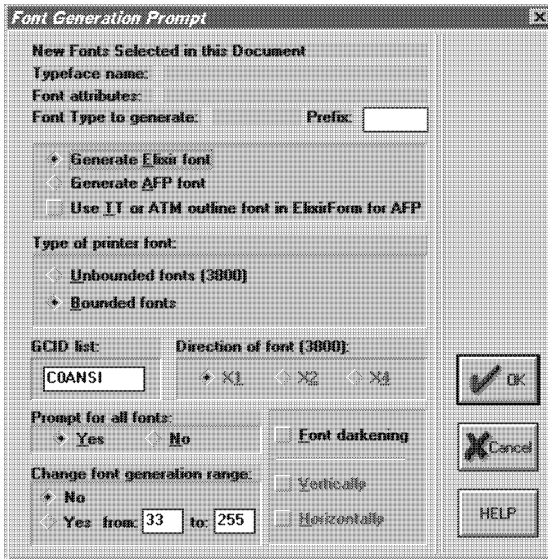 Font Generation Prompt
New Fonts Selected in this Document
Typeface name:
Font attributes:
Font Type to generate: Prefix:
Generate Elixir font
Generate AFP font
Use TT or ATM outline font in ElixirForm for AFP
Type of printer font:
Unbounded fonts (3800)
Bounded fonts
GCID list: Direction of font (3800):
C0ANSI X1 X2 X4
OK
Prompt for all fonts:
Yes No
Font darkening
Cancel
Change font generation range:
No
Yes from: 33 to: 255
Vertically
Horizontally
HELP